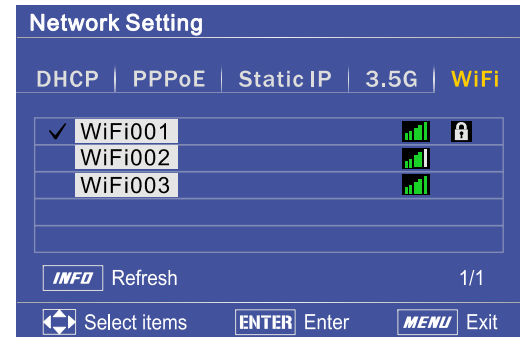 Network Setting
DHCP | PPPoE | Static IP | 3.5G | WiFi
WiFi001
WiFi002
WiFi003
INFO Refresh 1/1
Select items ENTER Enter MENU Exit